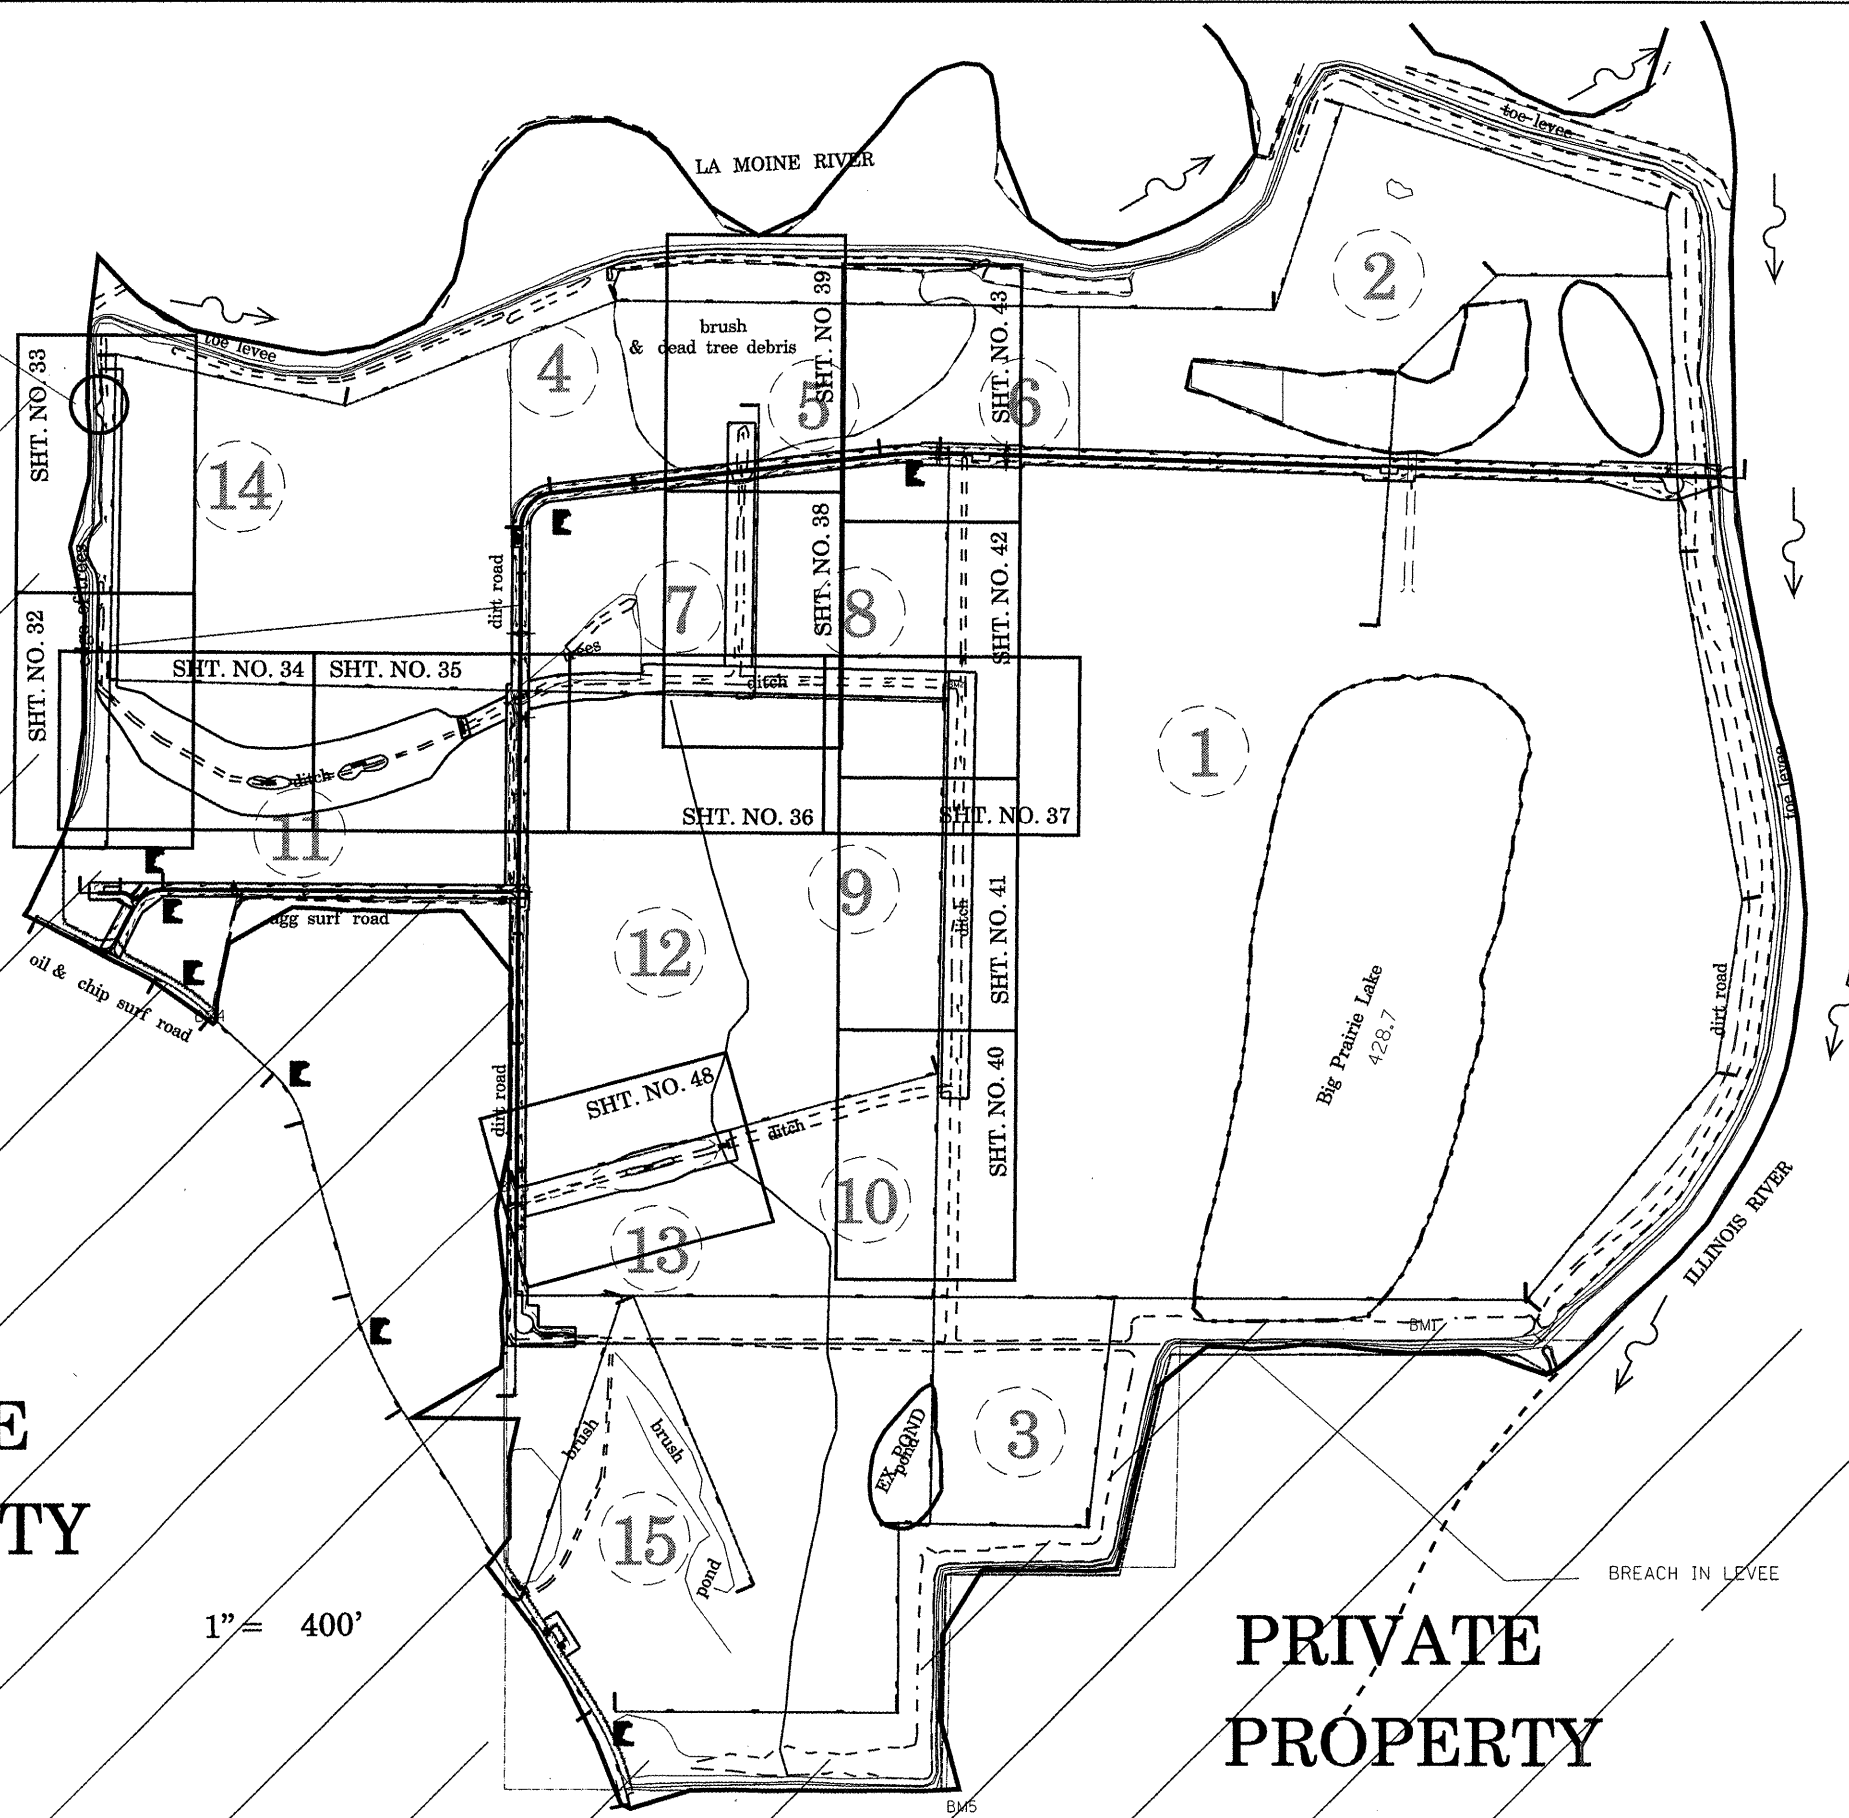 LA MOINE RIVER
toe levee
2
SHT. NO. 39
SHT. NO. 43
brush
& dead tree debris
toe levee
4
5
6
SHT. NO. 33
14
SHT. NO. 38
SHT. NO. 42
dirt road
7
8
trees
SHT. NO. 32
SHT. NO. 34
SHT. NO. 35
ditch
1
ditch
toe levee
SHT. NO. 36
SHT. NO. 37
11
9
agg surf road
ditch
SHT. NO. 41
12
oil & chip surf road
dirt road
Big Prairie Lake
428.7
SHT. NO. 48
dirt road
SHT. NO. 40
ditch
10
13
ILLINOIS RIVER
BM1
brush
brush
EX. POND
pond
3
15
pond
E
TY
BREACH IN LEVEE
1"= 400'
PRIVATE
PROPERTY
BM5